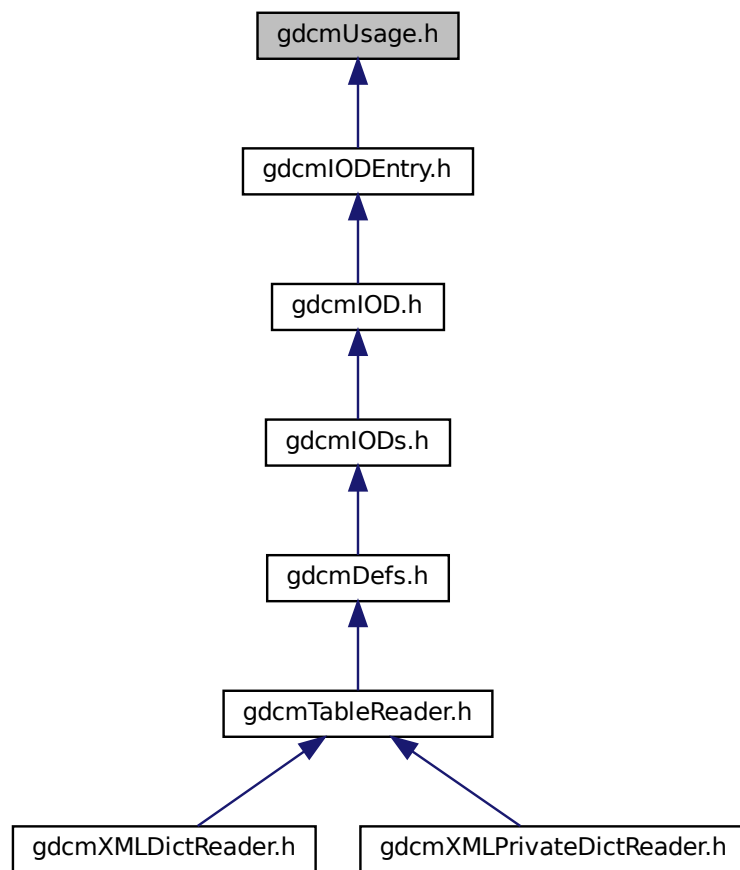 gdcmUsage.h
gdcmIODEntry.h
gdcmIOD.h
gdcmIODs.h
gdcmDefs.h
gdcmTableReader.h
gdcmXMLDictReader.h
gdcmXMLPrivateDictReader.h